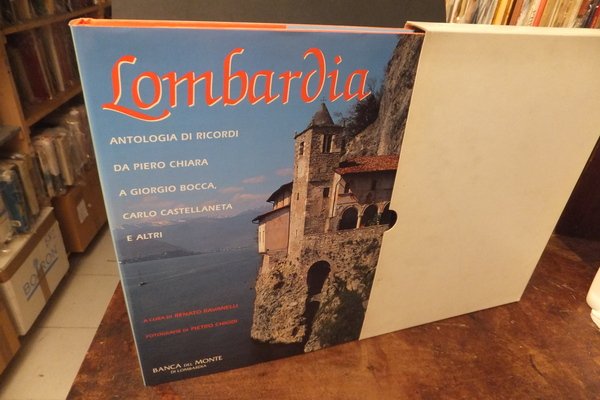 Lombardia
ANTOLOGIA DI RICORDI
DA PIERO CHIARA
A GIORGIO BOCCA,
CARLO CASTELLANETA
E ALTRI
A CURA DI RENATO RAVANELLI
FOTOGRAFIE DI PIETRO CHIODI
BANCA DEL MONTE
DI LOMBARDIA
BOIRON